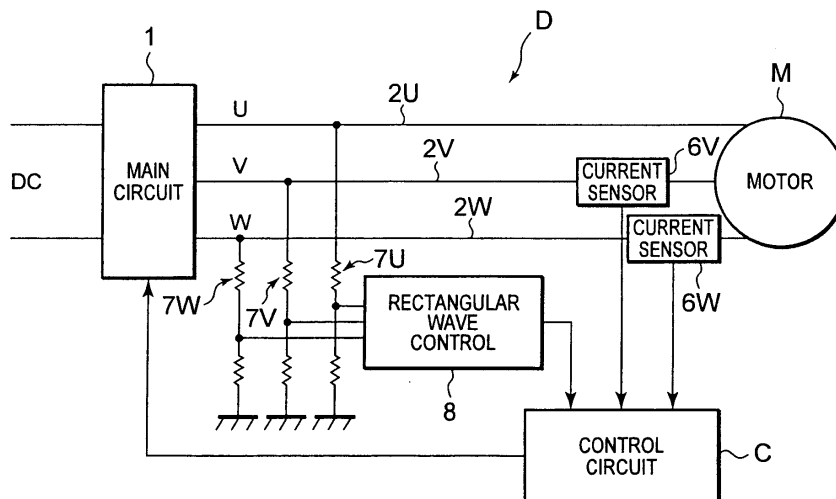 D
1
M
U
2U
6V
DC
MAIN
CIRCUIT
V
2V
CURRENT
SENSOR
MOTOR
W
2W
CURRENT
SENSOR
7W
7V
7U
6W
RECTANGULAR
WAVE
CONTROL
8
CONTROL
CIRCUIT
C